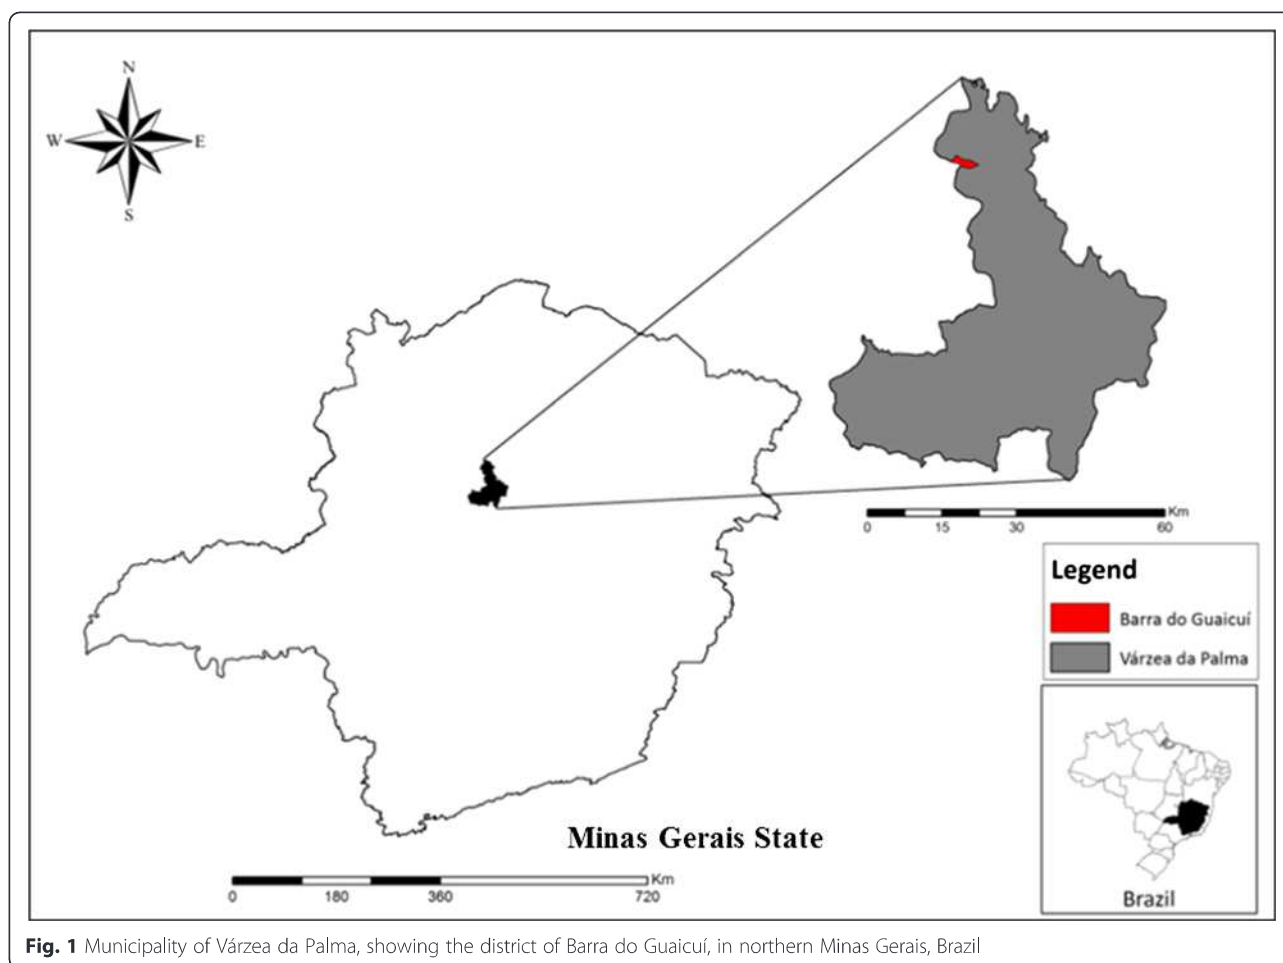 N
W E
S
Km
0 15 30 60
Legend
Barra do Guaicuí
Várzea da Palma
Minas Gerais State
Km
0 180 360 720
Brazil
Fig. 1 Municipality of Várzea da Palma, showing the district of Barra do Guaicuí, in northern Minas Gerais, Brazil